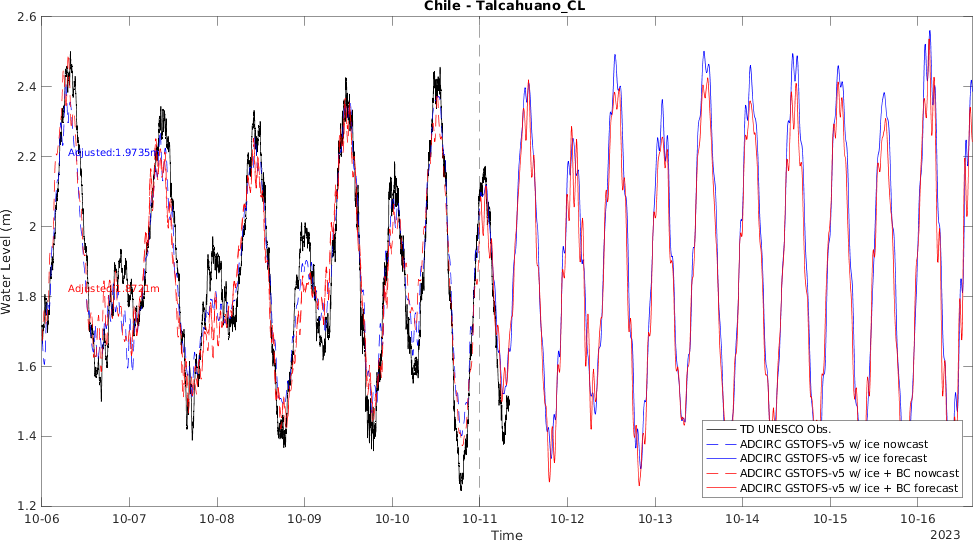 Chile - Talcahuano_CL
2.6
2.4
2.2
2
1.8
1.6
1.4
1.2
Water Level (m)
Adjusted:1.9735m
10-06
10-07
10-08
10-09
10-10
10-11
10-12
10-13
10-14
10-15
10-16
Time
2023
TD UNESCO Obs.
ADCIRC GSTOFS-v5 w/ ice nowcast
ADCIRC GSTOFS-v5 w/ ice forecast
ADCIRC GSTOFS-v5 w/ ice + BC nowcast
ADCIRC GSTOFS-v5 w/ ice + BC forecast